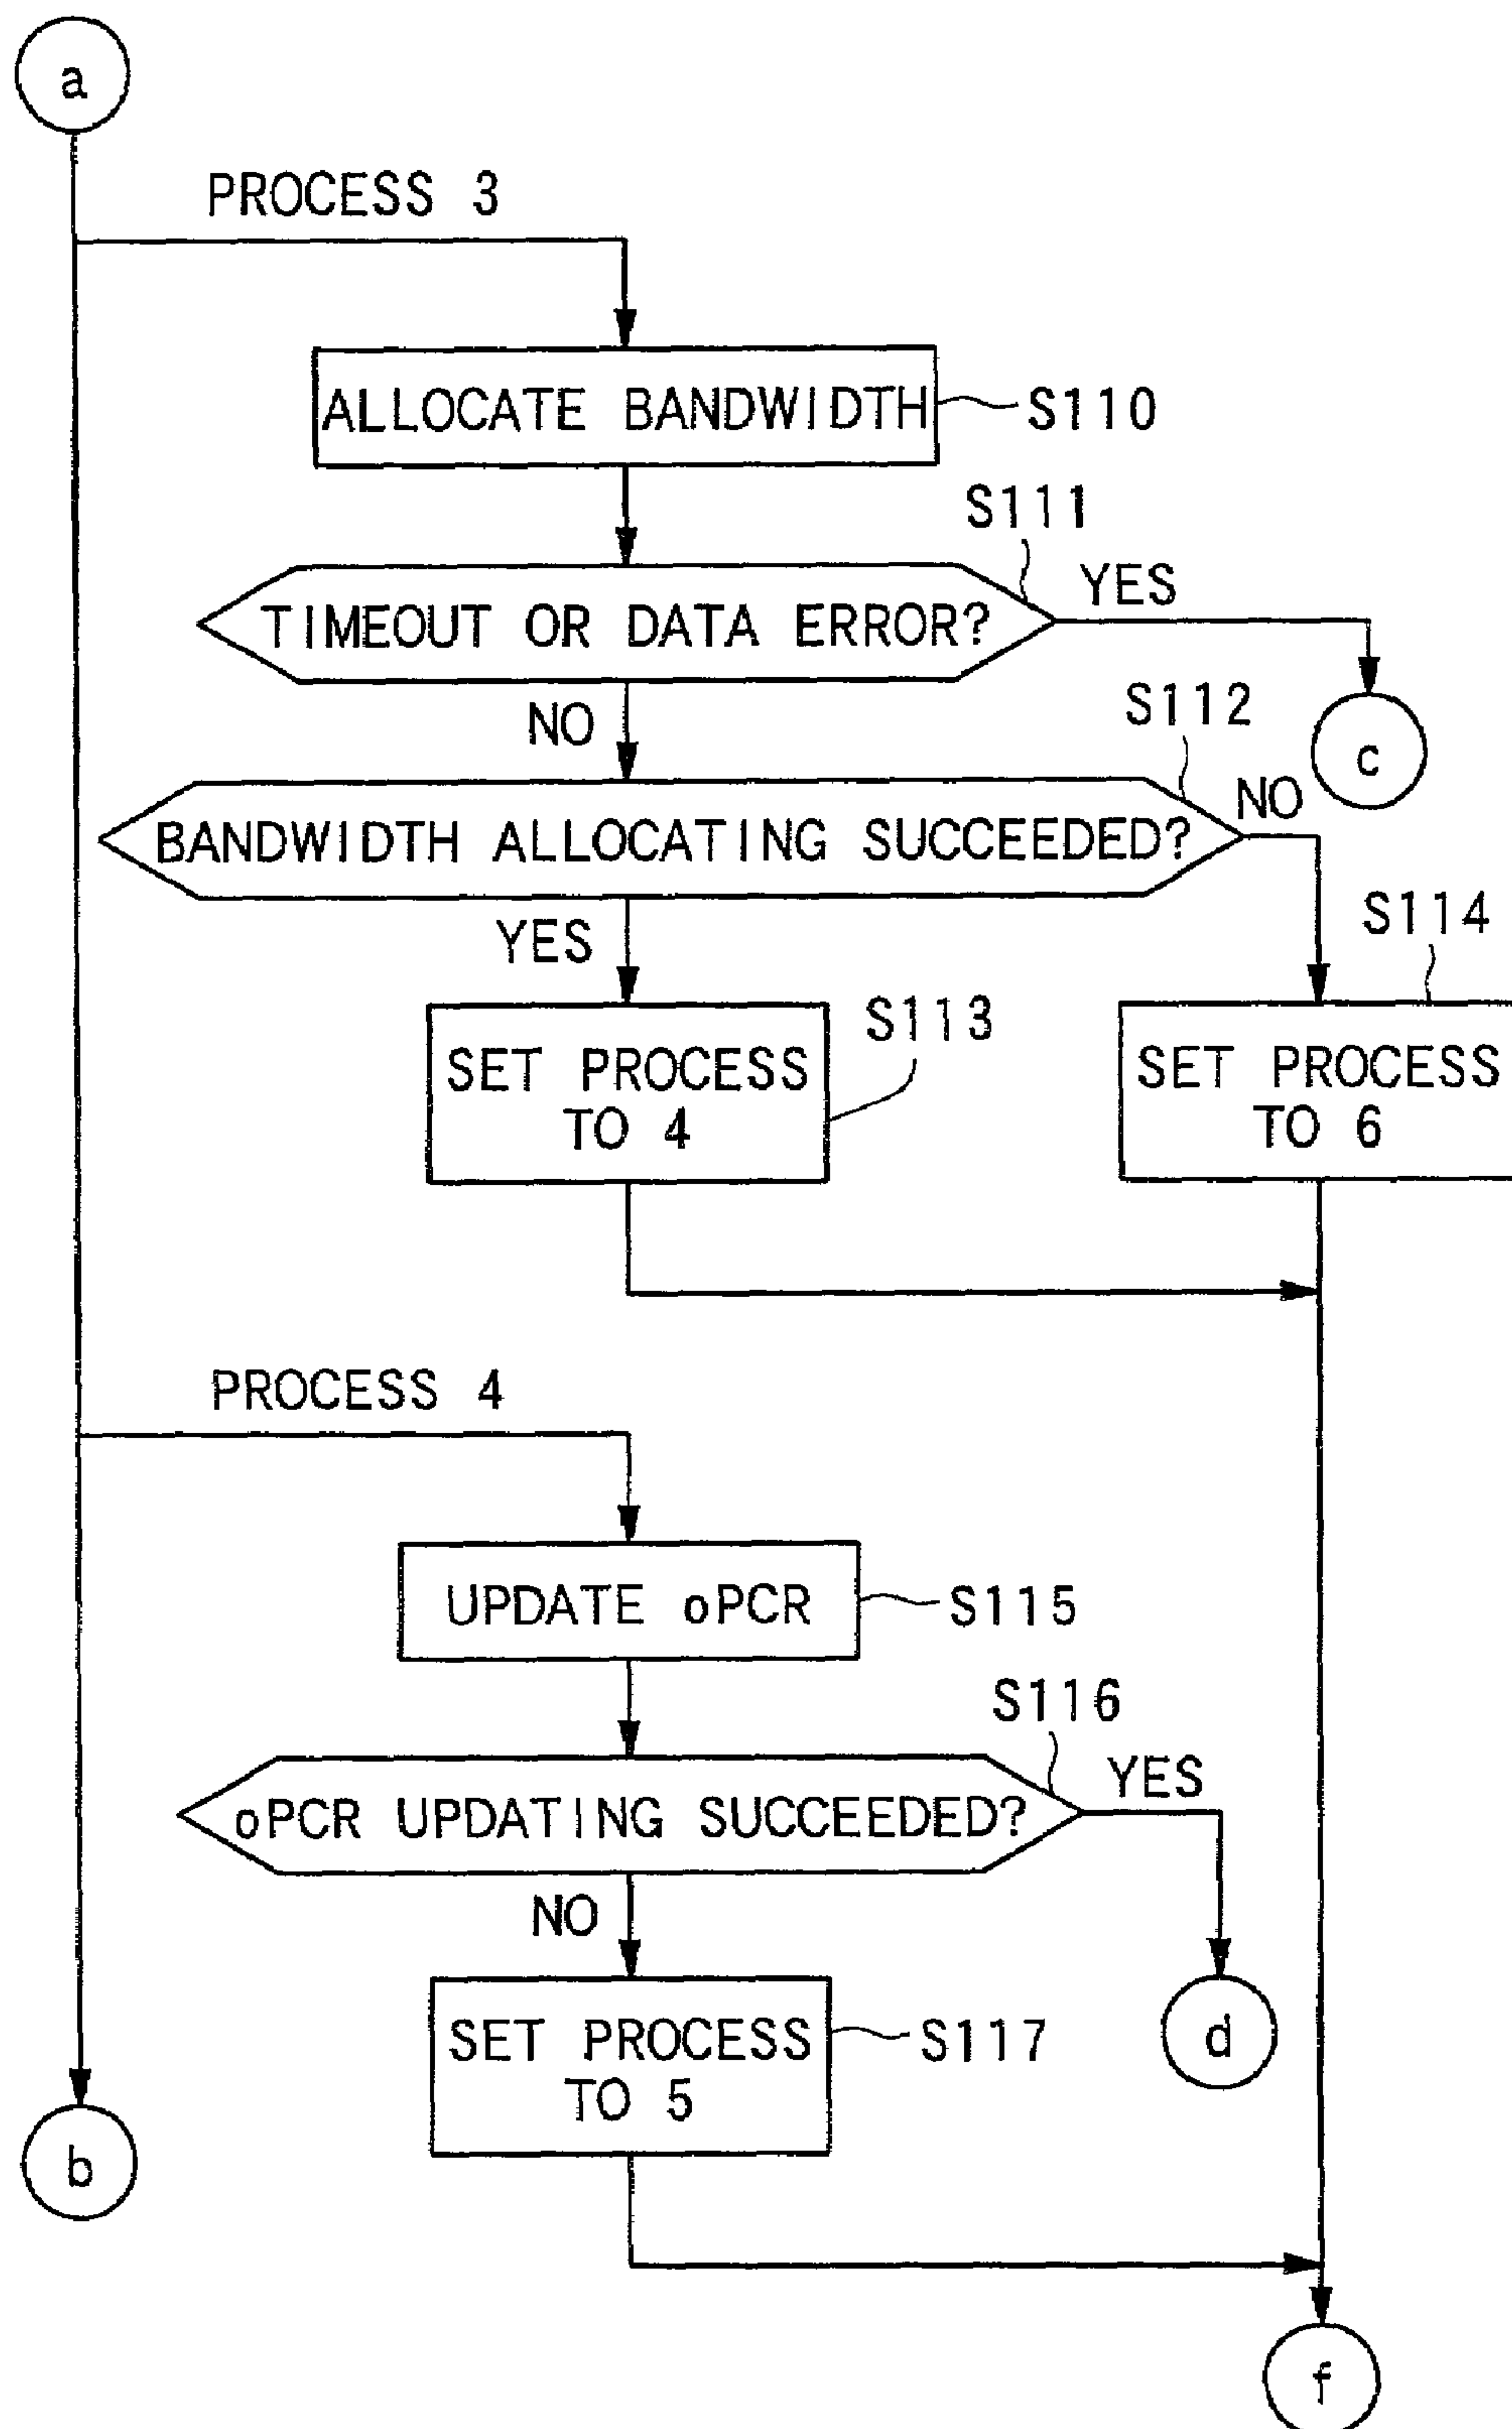 a
PROCESS 3
ALLOCATE BANDWIDTH
S110
S111
TIMEOUT OR DATA ERROR?
YES
NO
c
S112
BANDWIDTH ALLOCATING SUCCEEDED?
NO
YES
S113
SET PROCESS
TO 4
S114
SET PROCESS
TO 6
PROCESS 4
UPDATE oPCR
S115
S116
oPCR UPDATING SUCCEEDED?
YES
NO
d
SET PROCESS
TO 5
S117
b
f